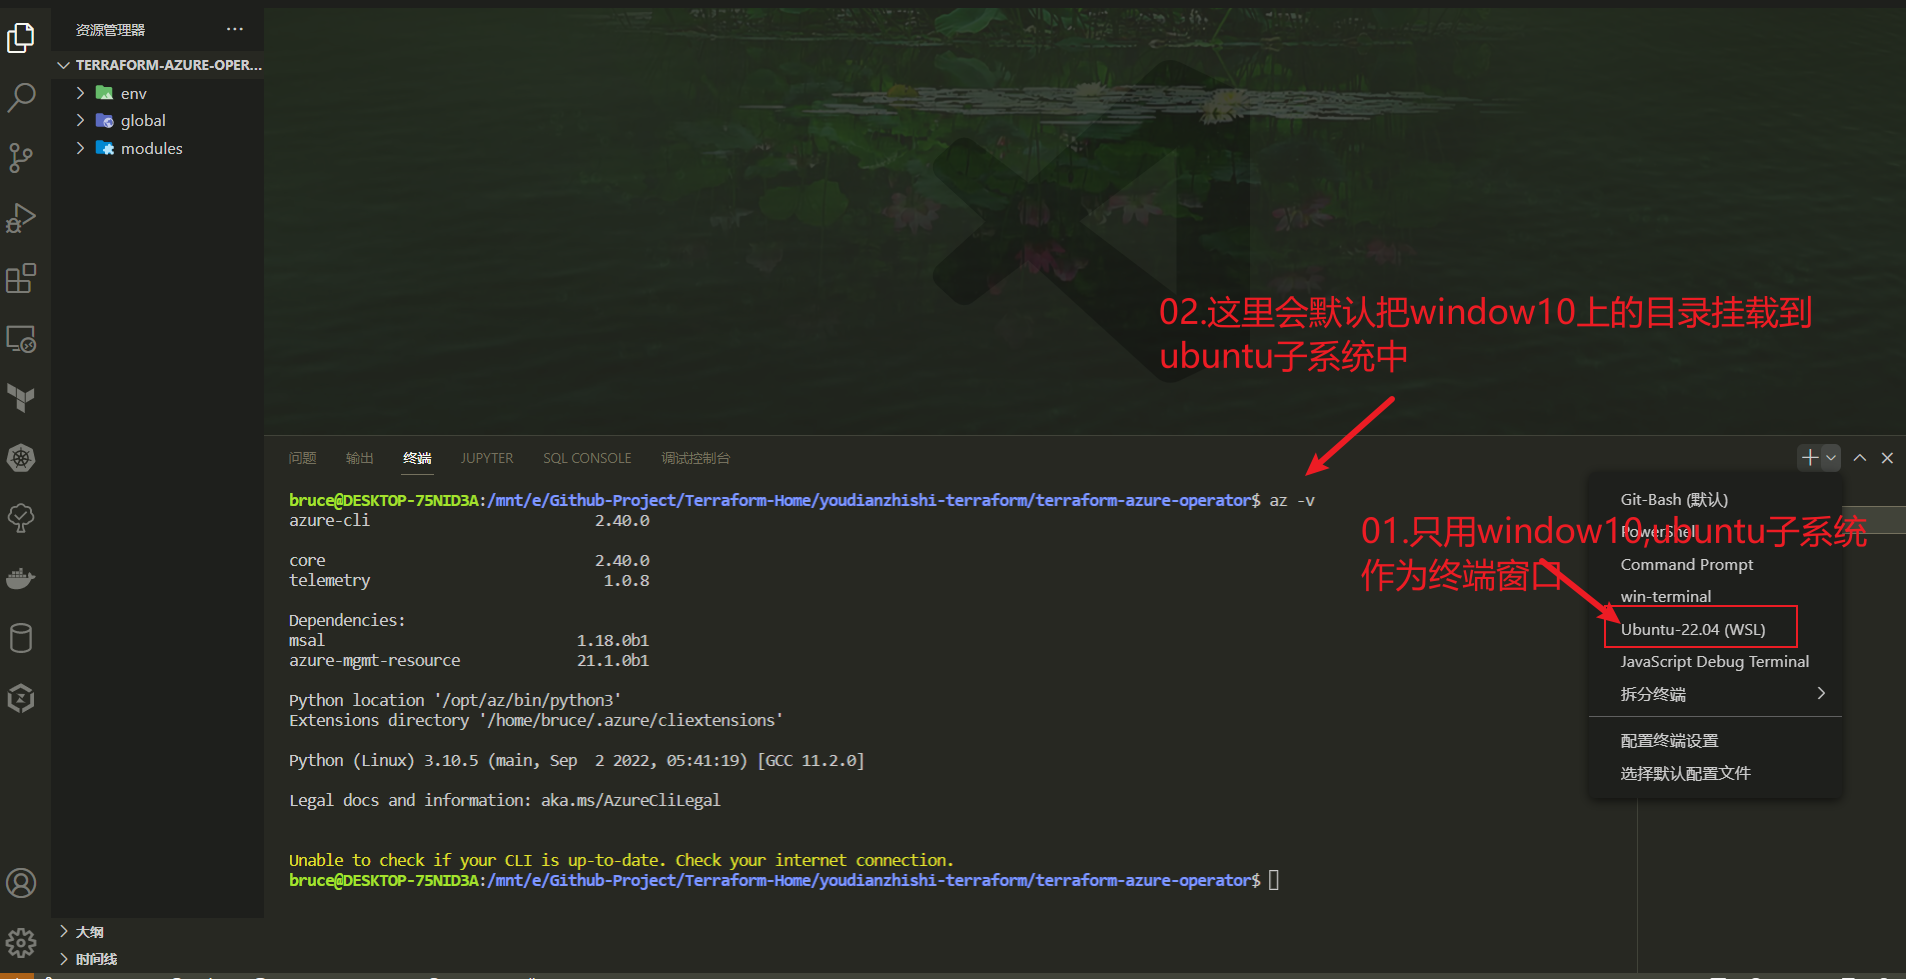 资源管理器
TERRAFORM-AZURE-OPER...
env
global
modules
02.这里会默认把window10上的目录挂载到
ubuntu子系统中
问题 输出 终端 JUPYTER SQL CONSOLE 调试控制台
bruce@DESKTOP-75NID3A:/mnt/e/Github-Project/Terraform-Home/youdianzhishi-terraform/terraform-azure-operator$ az -v
azure-cli 2.40.0
core 2.40.0
telemetry 1.0.8
Dependencies:
msal 1.18.0b1
azure-mgmt-resource 21.1.0b1
Python location '/opt/az/bin/python3'
Extensions directory '/home/bruce/.azure/cliextensions'
Python (Linux) 3.10.5 (main, Sep  2 2022, 05:41:19) [GCC 11.2.0]
Legal docs and information: aka.ms/AzureCliLegal
Unable to check if your CLI is up-to-date. Check your internet connection.
bruce@DESKTOP-75NID3A:/mnt/e/Github-Project/Terraform-Home/youdianzhishi-terraform/terraform-azure-operator$
01.只用window10,ubuntu子系统
作为终端窗口
Git-Bash (默认)
PowerShell
Command Prompt
win-terminal
Ubuntu-22.04 (WSL)
JavaScript Debug Terminal
拆分终端
配置终端设置
选择默认配置文件
大纲
时间线